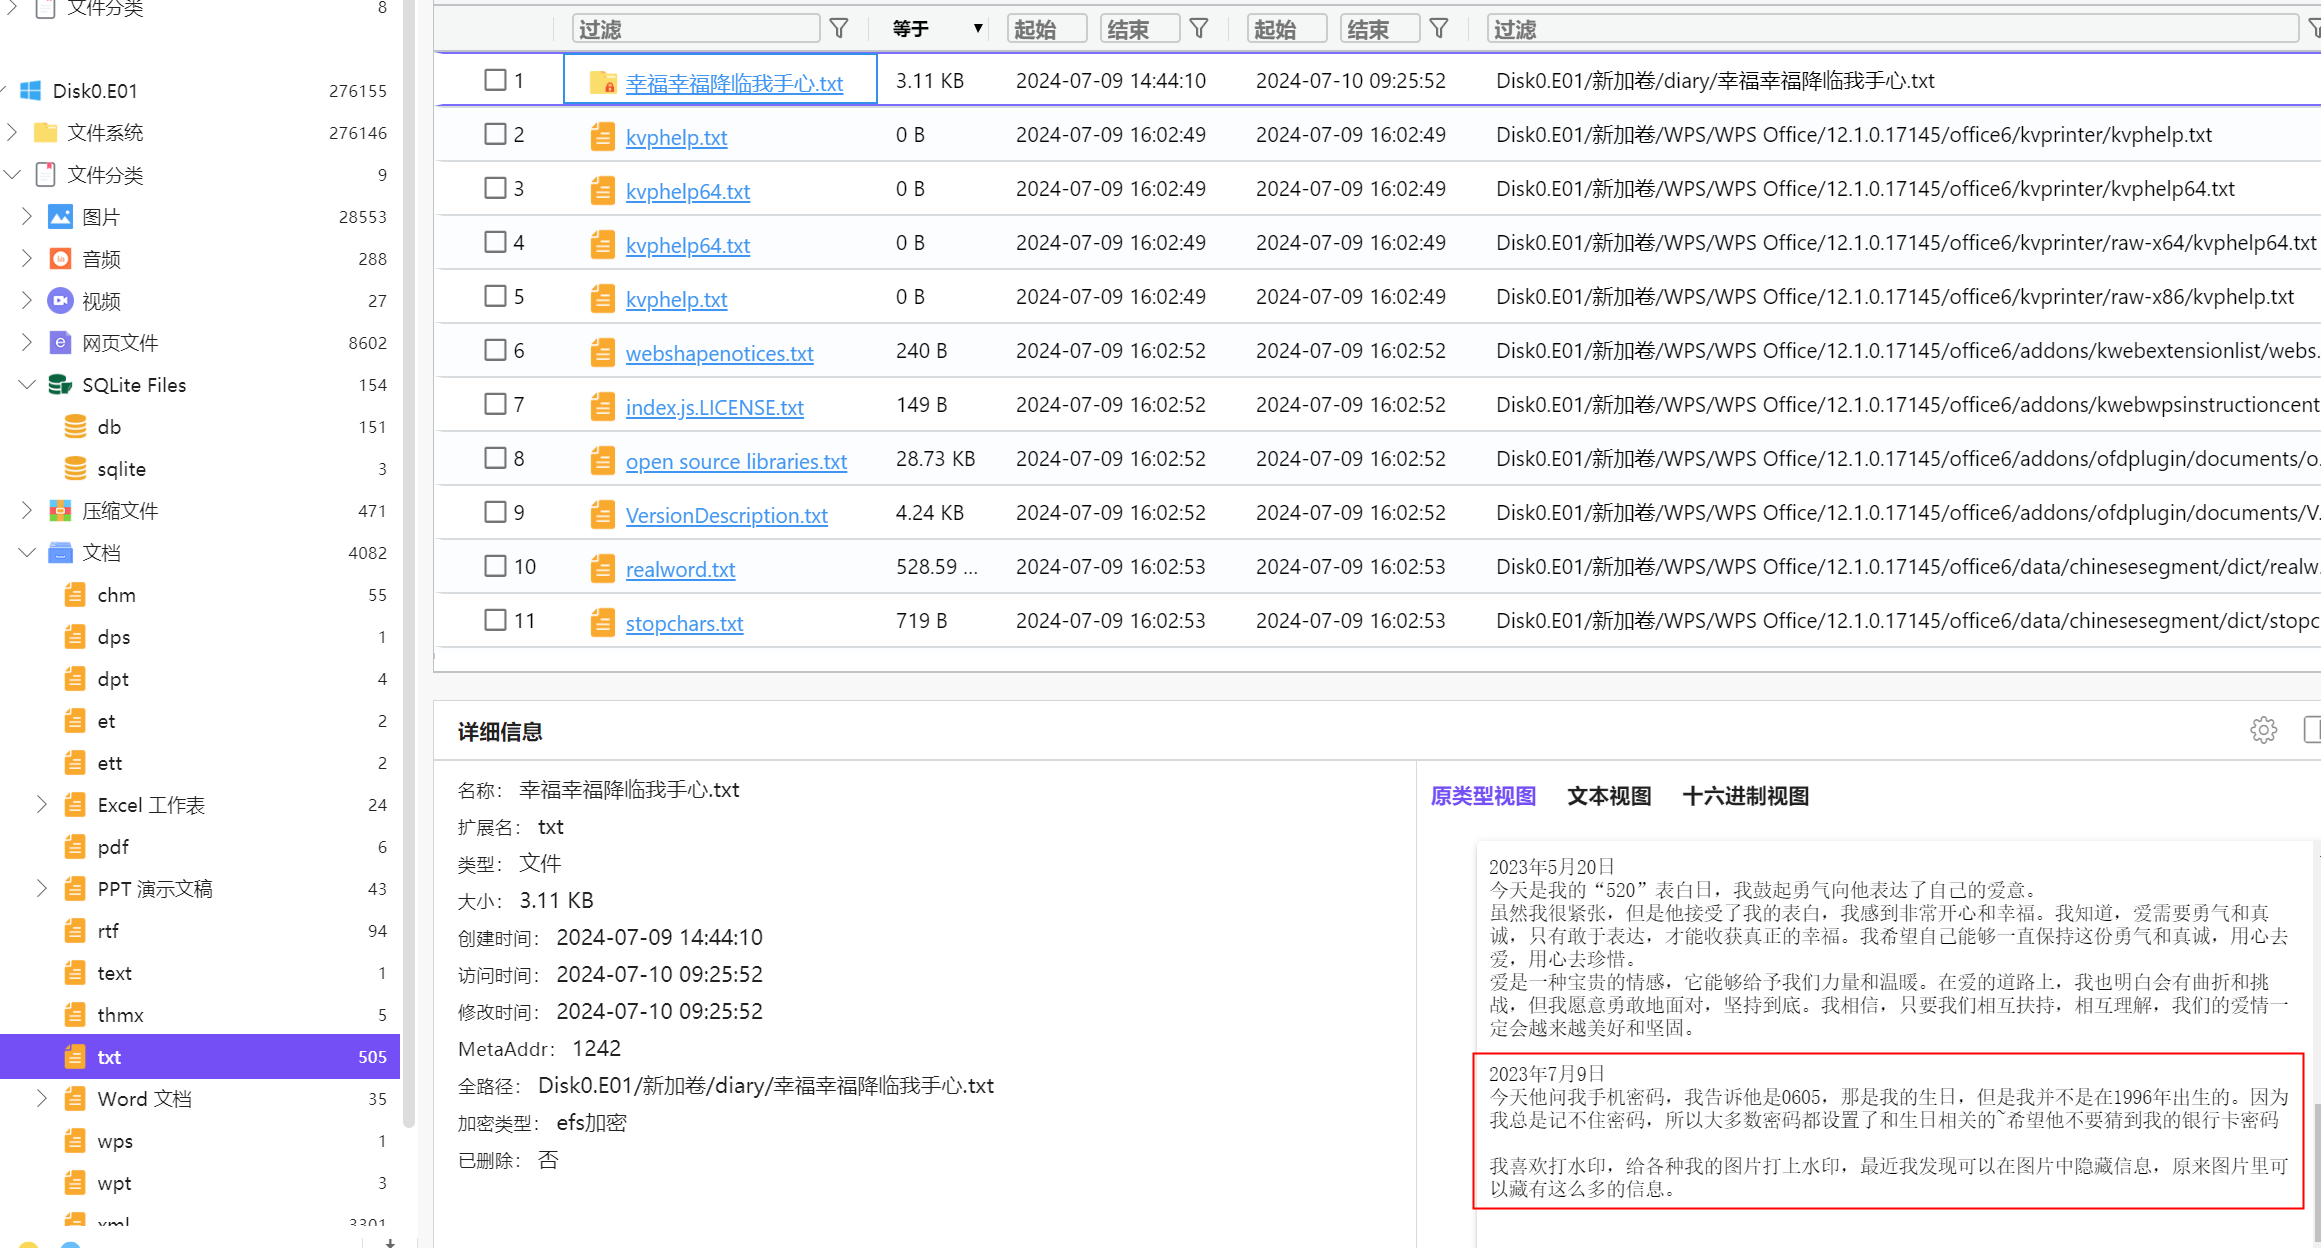 文件分类 8
Disk0.E01 276155
文件系统 276146
文件分类 9
图片 28553
音频 288
视频 27
网页文件 8602
SQLite Files 154
db 151
sqlite 3
压缩文件 471
文档 4082
chm 55
dps 1
dpt 4
et 2
ett 2
Excel 工作表 24
pdf 6
PPT 演示文稿 43
rtf 94
text 1
thmx 5
txt 505
Word 文档 35
wps 1
wpt 3
xml 3301
过滤 等于 起始 结束 起始 结束 过滤
1 幸福幸福降临我手心.txt 3.11 KB 2024-07-09 14:44:10 2024-07-10 09:25:52 Disk0.E01/新加卷/diary/幸福幸福降临我手心.txt
2 kvphelp.txt 0 B 2024-07-09 16:02:49 2024-07-09 16:02:49 Disk0.E01/新加卷/WPS/WPS Office/12.1.0.17145/office6/kvprinter/kvphelp.txt
3 kvphelp64.txt 0 B 2024-07-09 16:02:49 2024-07-09 16:02:49 Disk0.E01/新加卷/WPS/WPS Office/12.1.0.17145/office6/kvprinter/kvphelp64.txt
4 kvphelp64.txt 0 B 2024-07-09 16:02:49 2024-07-09 16:02:49 Disk0.E01/新加卷/WPS/WPS Office/12.1.0.17145/office6/kvprinter/raw-x64/kvphelp64.txt
5 kvphelp.txt 0 B 2024-07-09 16:02:49 2024-07-09 16:02:49 Disk0.E01/新加卷/WPS/WPS Office/12.1.0.17145/office6/kvprinter/raw-x86/kvphelp.txt
6 webshapenotices.txt 240 B 2024-07-09 16:02:52 2024-07-09 16:02:52 Disk0.E01/新加卷/WPS/WPS Office/12.1.0.17145/office6/addons/kwebextensionlist/webs...
7 index.js.LICENSE.txt 149 B 2024-07-09 16:02:52 2024-07-09 16:02:52 Disk0.E01/新加卷/WPS/WPS Office/12.1.0.17145/office6/addons/kwebwpsinstructioncent
8 open source libraries.txt 28.73 KB 2024-07-09 16:02:52 2024-07-09 16:02:52 Disk0.E01/新加卷/WPS/WPS Office/12.1.0.17145/office6/addons/ofdplugin/documents/o...
9 VersionDescription.txt 4.24 KB 2024-07-09 16:02:52 2024-07-09 16:02:52 Disk0.E01/新加卷/WPS/WPS Office/12.1.0.17145/office6/addons/ofdplugin/documents/V...
10 realword.txt 528.59 ... 2024-07-09 16:02:53 2024-07-09 16:02:53 Disk0.E01/新加卷/WPS/WPS Office/12.1.0.17145/office6/data/chinesesegment/dict/realw...
11 stopchars.txt 719 B 2024-07-09 16:02:53 2024-07-09 16:02:53 Disk0.E01/新加卷/WPS/WPS Office/12.1.0.17145/office6/data/chinesesegment/dict/stopc
详细信息
名称： 幸福幸福降临我手心.txt
扩展名： txt
类型： 文件
大小： 3.11 KB
创建时间： 2024-07-09 14:44:10
访问时间： 2024-07-10 09:25:52
修改时间： 2024-07-10 09:25:52
MetaAddr： 1242
全路径： Disk0.E01/新加卷/diary/幸福幸福降临我手心.txt
加密类型： efs加密
已删除： 否
原类型视图 文本视图 十六进制视图
2023年5月20日
今天是我的“520”表白日，我鼓起勇气向他表达了自己的爱意。
虽然我很紧张，但是他接受了我的表白，我感到非常开心和幸福。我知道，爱需要勇气和真
诚，只有敢于表达，才能收获真正的幸福。我希望自己能够一直保持这份勇气和真诚，用心去
爱，用心去珍惜。
爱是一种宝贵的情感，它能够给予我们力量和温暖。在爱的道路上，我也明白会有曲折和挑
战，但我愿意勇敢地面对，坚持到底。我相信，只要我们相互扶持，相互理解，我们的爱情一
定会越来越美好和坚固。
2023年7月9日
今天他问我手机密码，我告诉他是0605，那是我的生日，但是我并不是在1996年出生的。因为
我总是记不住密码，所以大多数密码都设置了和生日相关的~希望他不要猜到我的银行卡密码
我喜欢打水印，给各种我的图片打上水印，最近我发现可以在图片中隐藏信息，原来图片里可
以藏有这么多的信息。